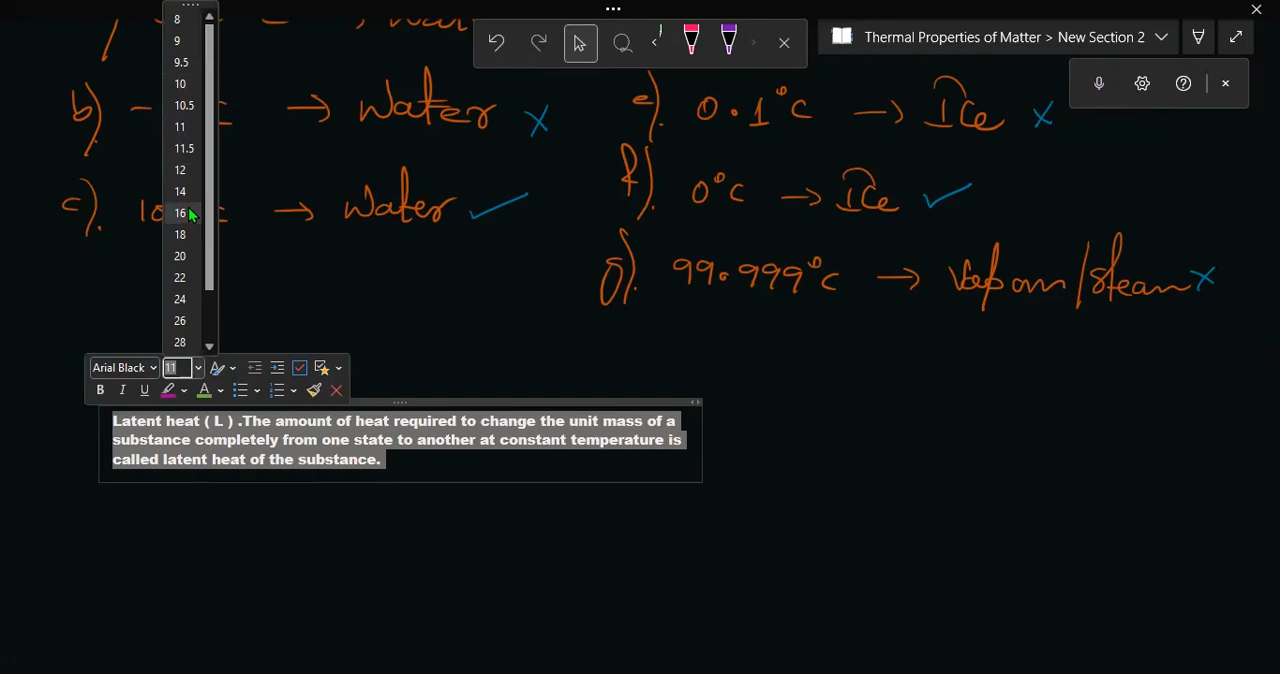 Thermal Properties of Matter > New Section 2
8
9
9.5
10
10.5
11
11.5
12
14
16
18
20
22
24
26
28
b) - c → Water ×
c). 10 c → Water ✓
e). 0.1°C → Ice ×
f). 0°C → Ice ✓
g). 99.999°C → Vapour/steam ×
Arial Black 11
B I U A
Latent heat ( L ) .The amount of heat required to change the unit mass of a
substance completely from one state to another at constant temperature is
called latent heat of the substance.